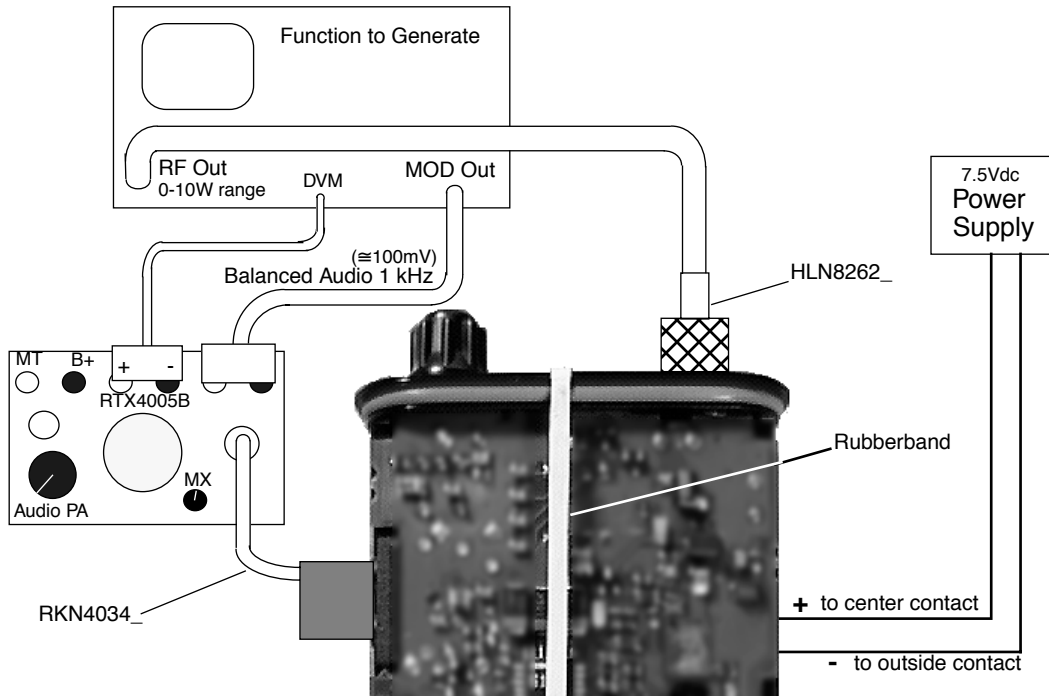 Function to Generate
RF Out
0-10W range
DVM
MOD Out
7.5Vdc
Power
Supply
(≅100mV)
Balanced Audio 1 kHz
HLN8262_
MT
B+
+
-
RTX4005B
Rubberband
MX
Audio PA
RKN4034_
+ to center contact
- to outside contact